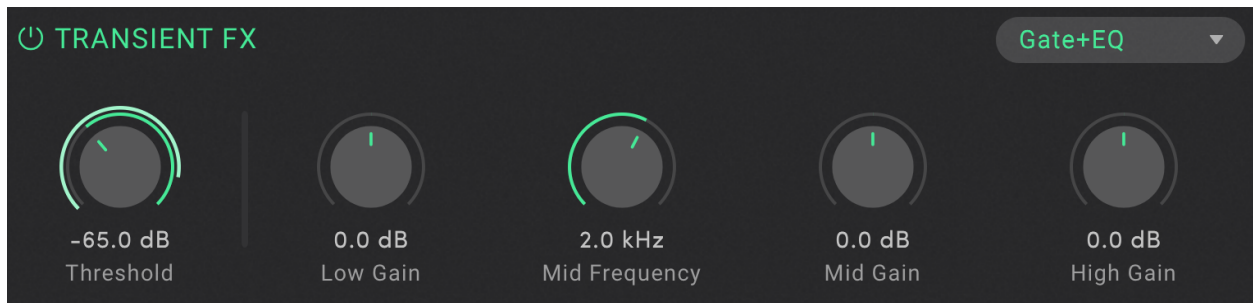 TRANSIENT FX
Gate+EQ
-65.0 dB
0.0 dB
2.0 kHz
0.0 dB
0.0 dB
Threshold
Low Gain
Mid Frequency
Mid Gain
High Gain